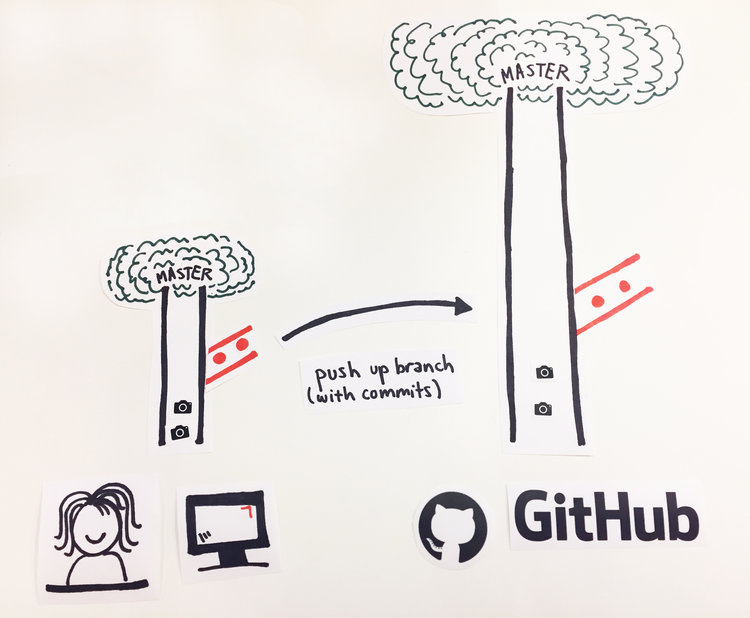 MASTER
MASTER
push up branch
(with commits)
GitHub